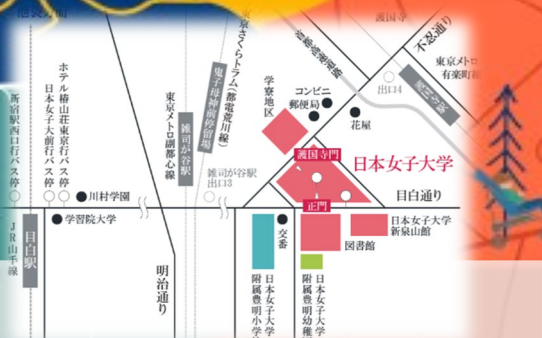 護国寺
不忍通り
首都高速道路
東京メトロ
有楽町線
護国寺駅
出口4
東京さくらトラム(都電荒川線)
鬼子母神前停留場
学寮地区
コンビニ
郵便局
花屋
ホテル椿山荘東京行バス停
日本女子大前行バス停
新宿駅西口行バス停
東京メトロ副都心線
雑司が谷駅
雑司が谷駅
出口3
護国寺門
日本女子大学
目白通り
川村学園
学習院大学
正門
交番
日本女子大学
新泉山館
図書館
JR山手線
目白駅
明治通り
日本女子大学
附属豊明小学
日本女子大学
附属豊明幼稚